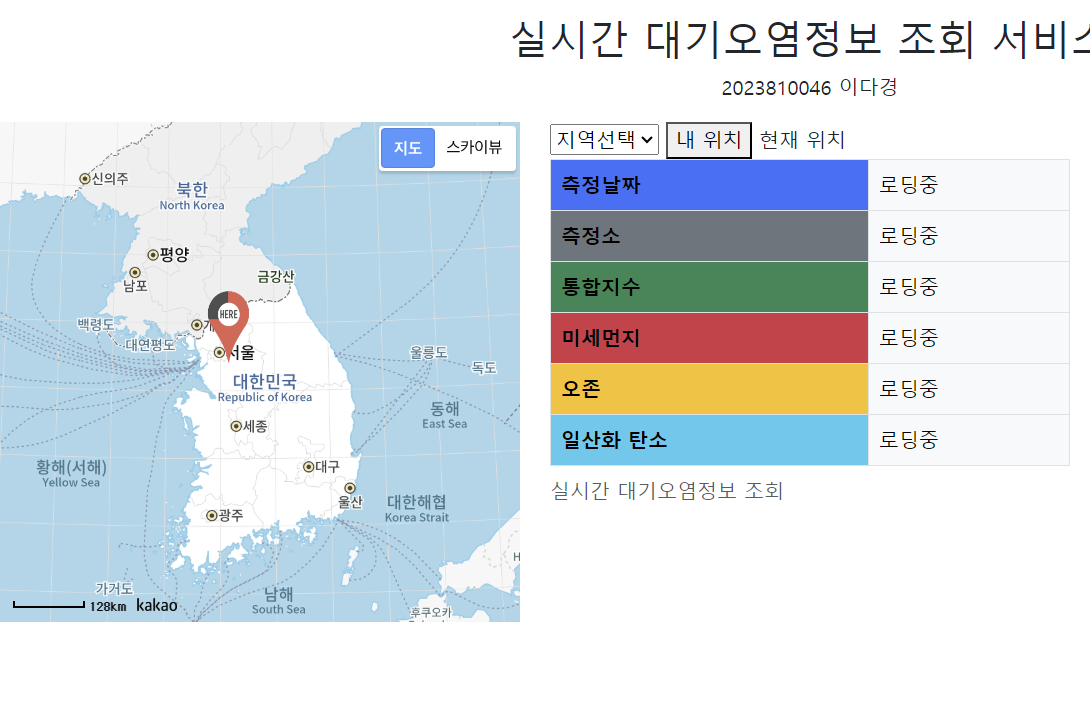 실시간 대기오염정보 조회 서비스
2023810046 이다경
지도 스카이뷰
신의주
북한
North Korea
평양
남포
금강산
HERE
개
백령도
대연평도
서울
대한민국
Republic of Korea
울릉도
독도
동해
East Sea
세종
황해(서해)
Yellow Sea
대구
울산
대한해협
Korea Strait
광주
가거도
남해
South Sea
후쿠오카
H
128km kakao
지역선택 내 위치 현재 위치
측정날짜 로딩중
측정소 로딩중
통합지수 로딩중
미세먼지 로딩중
오존 로딩중
일산화 탄소 로딩중
실시간 대기오염정보 조회